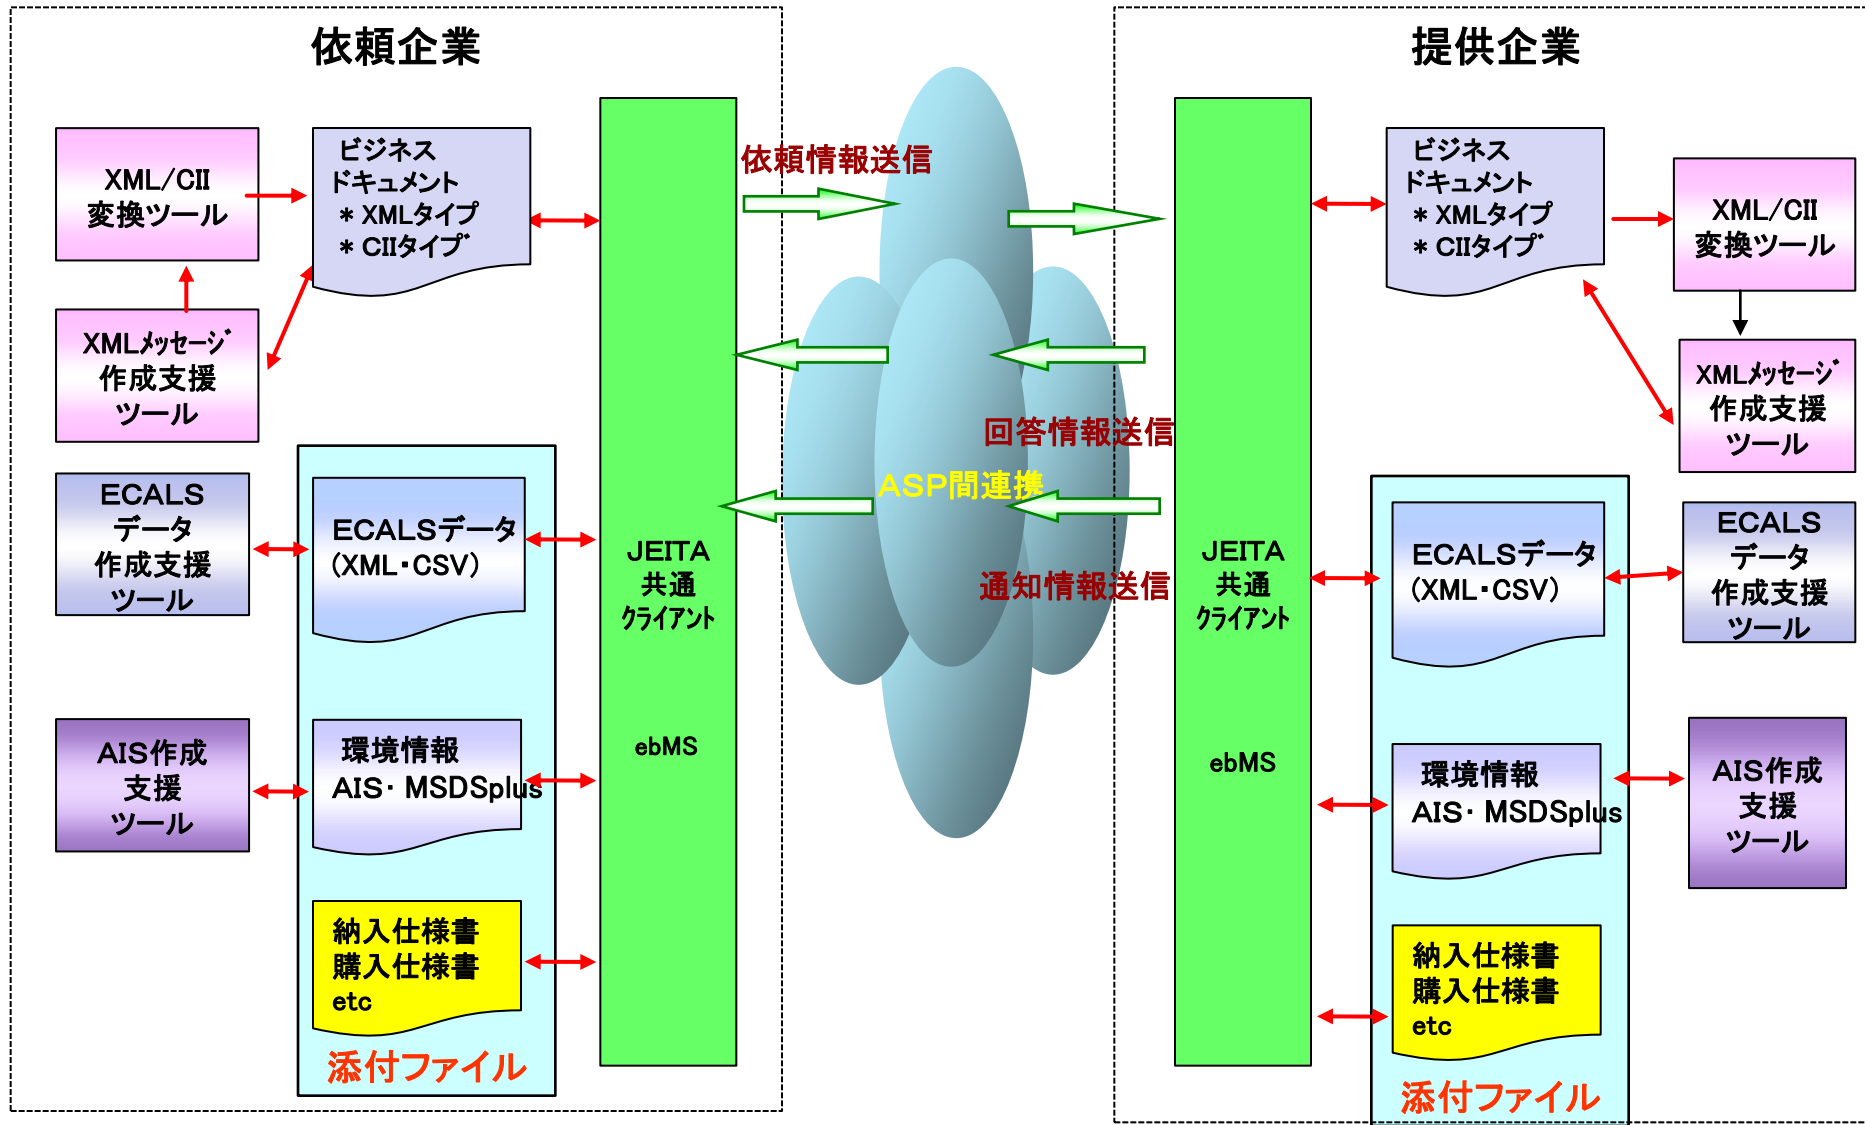 依頼企業
XML/CII
変換ツール
XMLメッセージ
作成支援
ツール
ビジネス
ドキュメント
* XMLタイプ
* CIIタイプ
ECALS
データ
作成支援
ツール
ECALSデータ
(XML・CSV)
AIS作成
支援
ツール
環境情報
AIS・ MSDSplus
納入仕様書
購入仕様書
etc
添付ファイル
JEITA
共通
クライアント
ebMS
依頼情報送信
回答情報送信
ASP間連携
通知情報送信
提供企業
JEITA
共通
クライアント
ebMS
ビジネス
ドキュメント
* XMLタイプ
* CIIタイプ
XML/CII
変換ツール
XMLメッセージ
作成支援
ツール
ECALSデータ
(XML・CSV)
ECALS
データ
作成支援
ツール
環境情報
AIS・ MSDSplus
AIS作成
支援
ツール
納入仕様書
購入仕様書
etc
添付ファイル